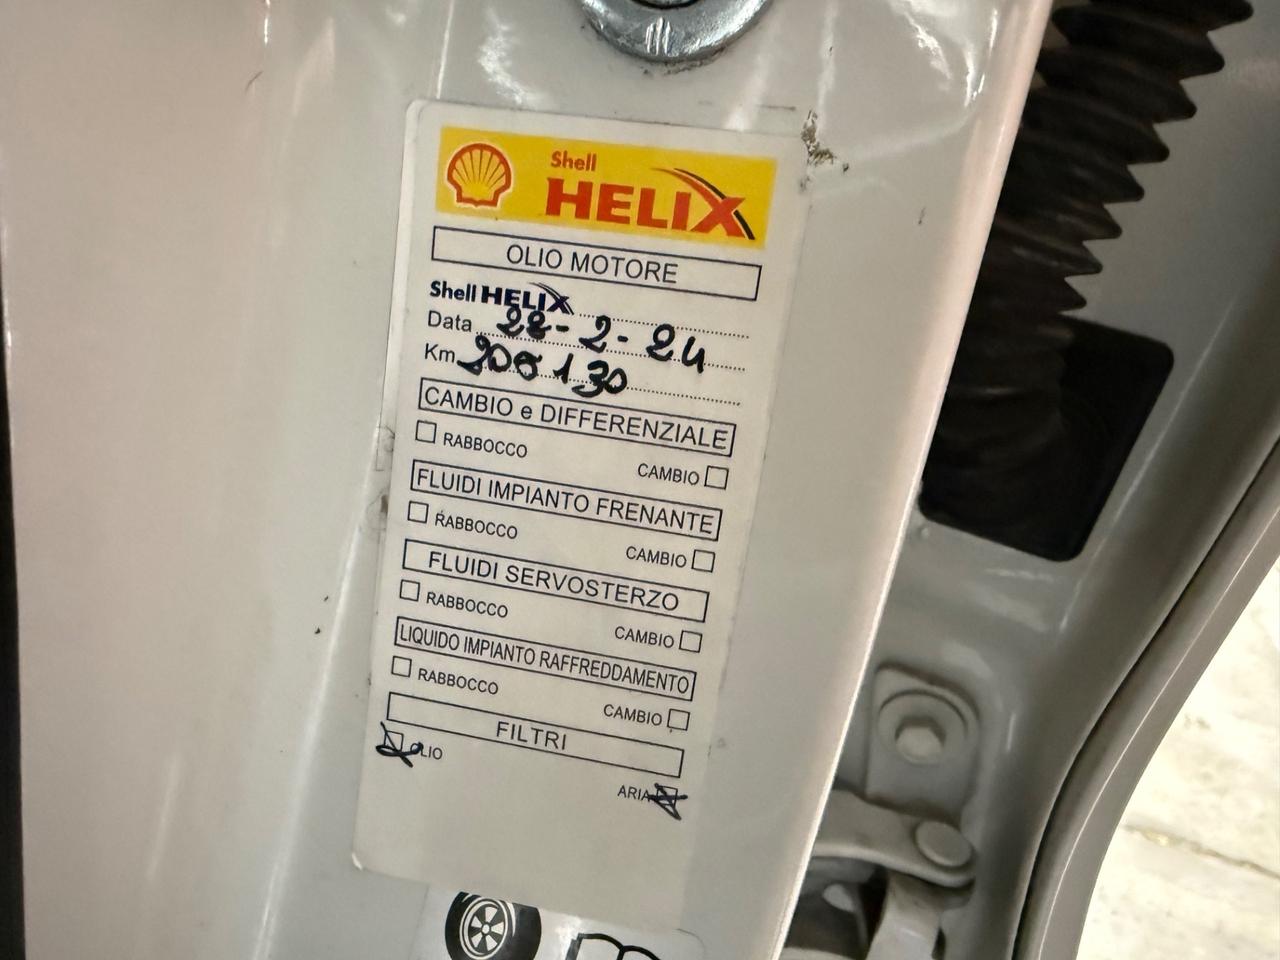 Shell
HELIX
OLIO MOTORE
Shell HELIX
Data 22-2-24
Km 206130
CAMBIO e DIFFERENZIALE
RABBOCCO CAMBIO
FLUIDI IMPIANTO FRENANTE
RABBOCCO CAMBIO
FLUIDI SERVOSTERZO
RABBOCCO CAMBIO
LIQUIDO IMPIANTO RAFFREDDAMENTO
RABBOCCO CAMBIO
FILTRI
OLIO
ARIA